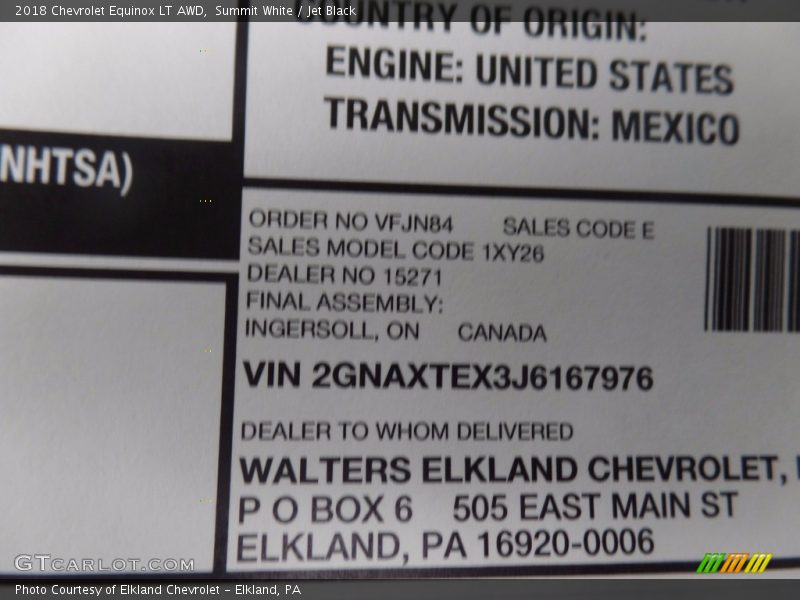 2018 Chevrolet Equinox LT AWD, Summit White / Jet Black
COUNTRY OF ORIGIN:
ENGINE: UNITED STATES
TRANSMISSION: MEXICO
NHTSA)
ORDER NO VFJN84 SALES CODE E
SALES MODEL CODE 1XY26
DEALER NO 15271
FINAL ASSEMBLY:
INGERSOLL, ON CANADA
VIN 2GNAXTEX3J6167976
DEALER TO WHOM DELIVERED
WALTERS ELKLAND CHEVROLET,
P O BOX 6 505 EAST MAIN ST
ELKLAND, PA 16920-0006
GTcarlot.com
Photo Courtesy of Elkland Chevrolet - Elkland, PA